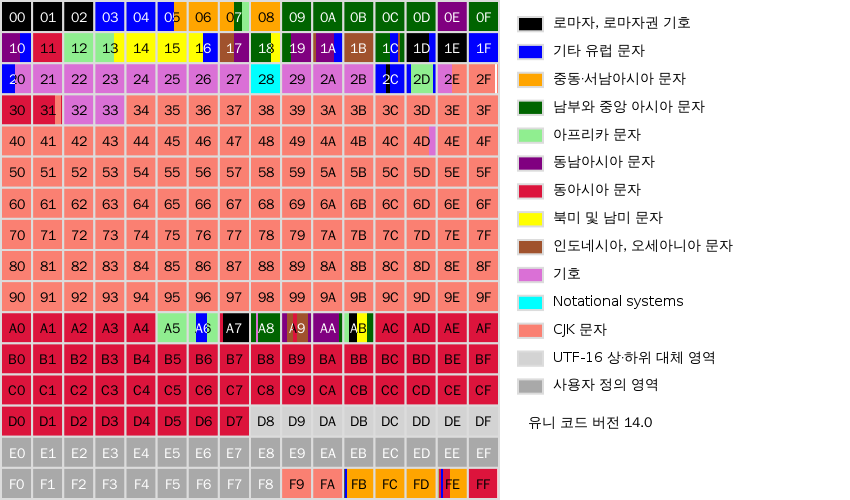 00 01 02 03 04 05 06 07 08 09 0A 0B 0C 0D 0E 0F
10 11 12 13 14 15 16 17 18 19 1A 1B 1C 1D 1E 1F
20 21 22 23 24 25 26 27 28 29 2A 2B 2C 2D 2E 2F
30 31 32 33 34 35 36 37 38 39 3A 3B 3C 3D 3E 3F
40 41 42 43 44 45 46 47 48 49 4A 4B 4C 4D 4E 4F
50 51 52 53 54 55 56 57 58 59 5A 5B 5C 5D 5E 5F
60 61 62 63 64 65 66 67 68 69 6A 6B 6C 6D 6E 6F
70 71 72 73 74 75 76 77 78 79 7A 7B 7C 7D 7E 7F
80 81 82 83 84 85 86 87 88 89 8A 8B 8C 8D 8E 8F
90 91 92 93 94 95 96 97 98 99 9A 9B 9C 9D 9E 9F
A0 A1 A2 A3 A4 A5 A6 A7 A8 A9 AA AB AC AD AE AF
B0 B1 B2 B3 B4 B5 B6 B7 B8 B9 BA BB BC BD BE BF
C0 C1 C2 C3 C4 C5 C6 C7 C8 C9 CA CB CC CD CE CF
D0 D1 D2 D3 D4 D5 D6 D7 D8 D9 DA DB DC DD DE DF
E0 E1 E2 E3 E4 E5 E6 E7 E8 E9 EA EB EC ED EE EF
F0 F1 F2 F3 F4 F5 F6 F7 F8 F9 FA FB FC FD FE FF
로마자, 로마자권 기호
기타 유럽 문자
중동·서남아시아 문자
남부와 중앙 아시아 문자
아프리카 문자
동남아시아 문자
동아시아 문자
북미 및 남미 문자
인도네시아, 오세아니아 문자
기호
Notational systems
CJK 문자
UTF-16 상·하위 대체 영역
사용자 정의 영역
유니 코드 버전 14.0